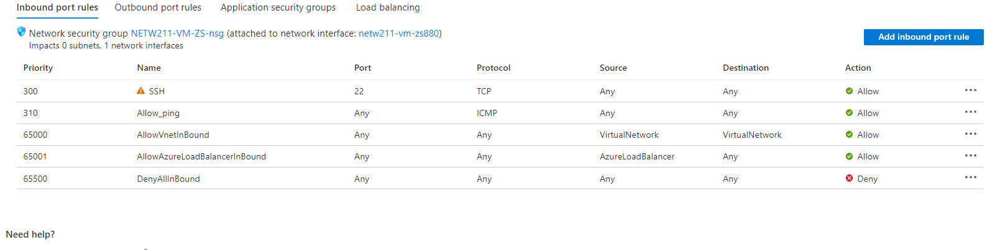 Inbound port rules Outbound port rules Application security groups Load balancing
Network security group NETW211-VM-ZS-nsg (attached to network interface: netw211-vm-zs880)
Impacts 0 subnets, 1 network interfaces
Add inbound port rule
Priority Name Port Protocol Source Destination Action
300 SSH 22 TCP Any Any Allow
310 Allow_ping Any ICMP Any Any Allow
65000 AllowVnetInBound Any Any VirtualNetwork VirtualNetwork Allow
65001 AllowAzureLoadBalancerInBound Any Any AzureLoadBalancer Any Allow
65500 DenyAllInBound Any Any Any Any Deny
Need help?